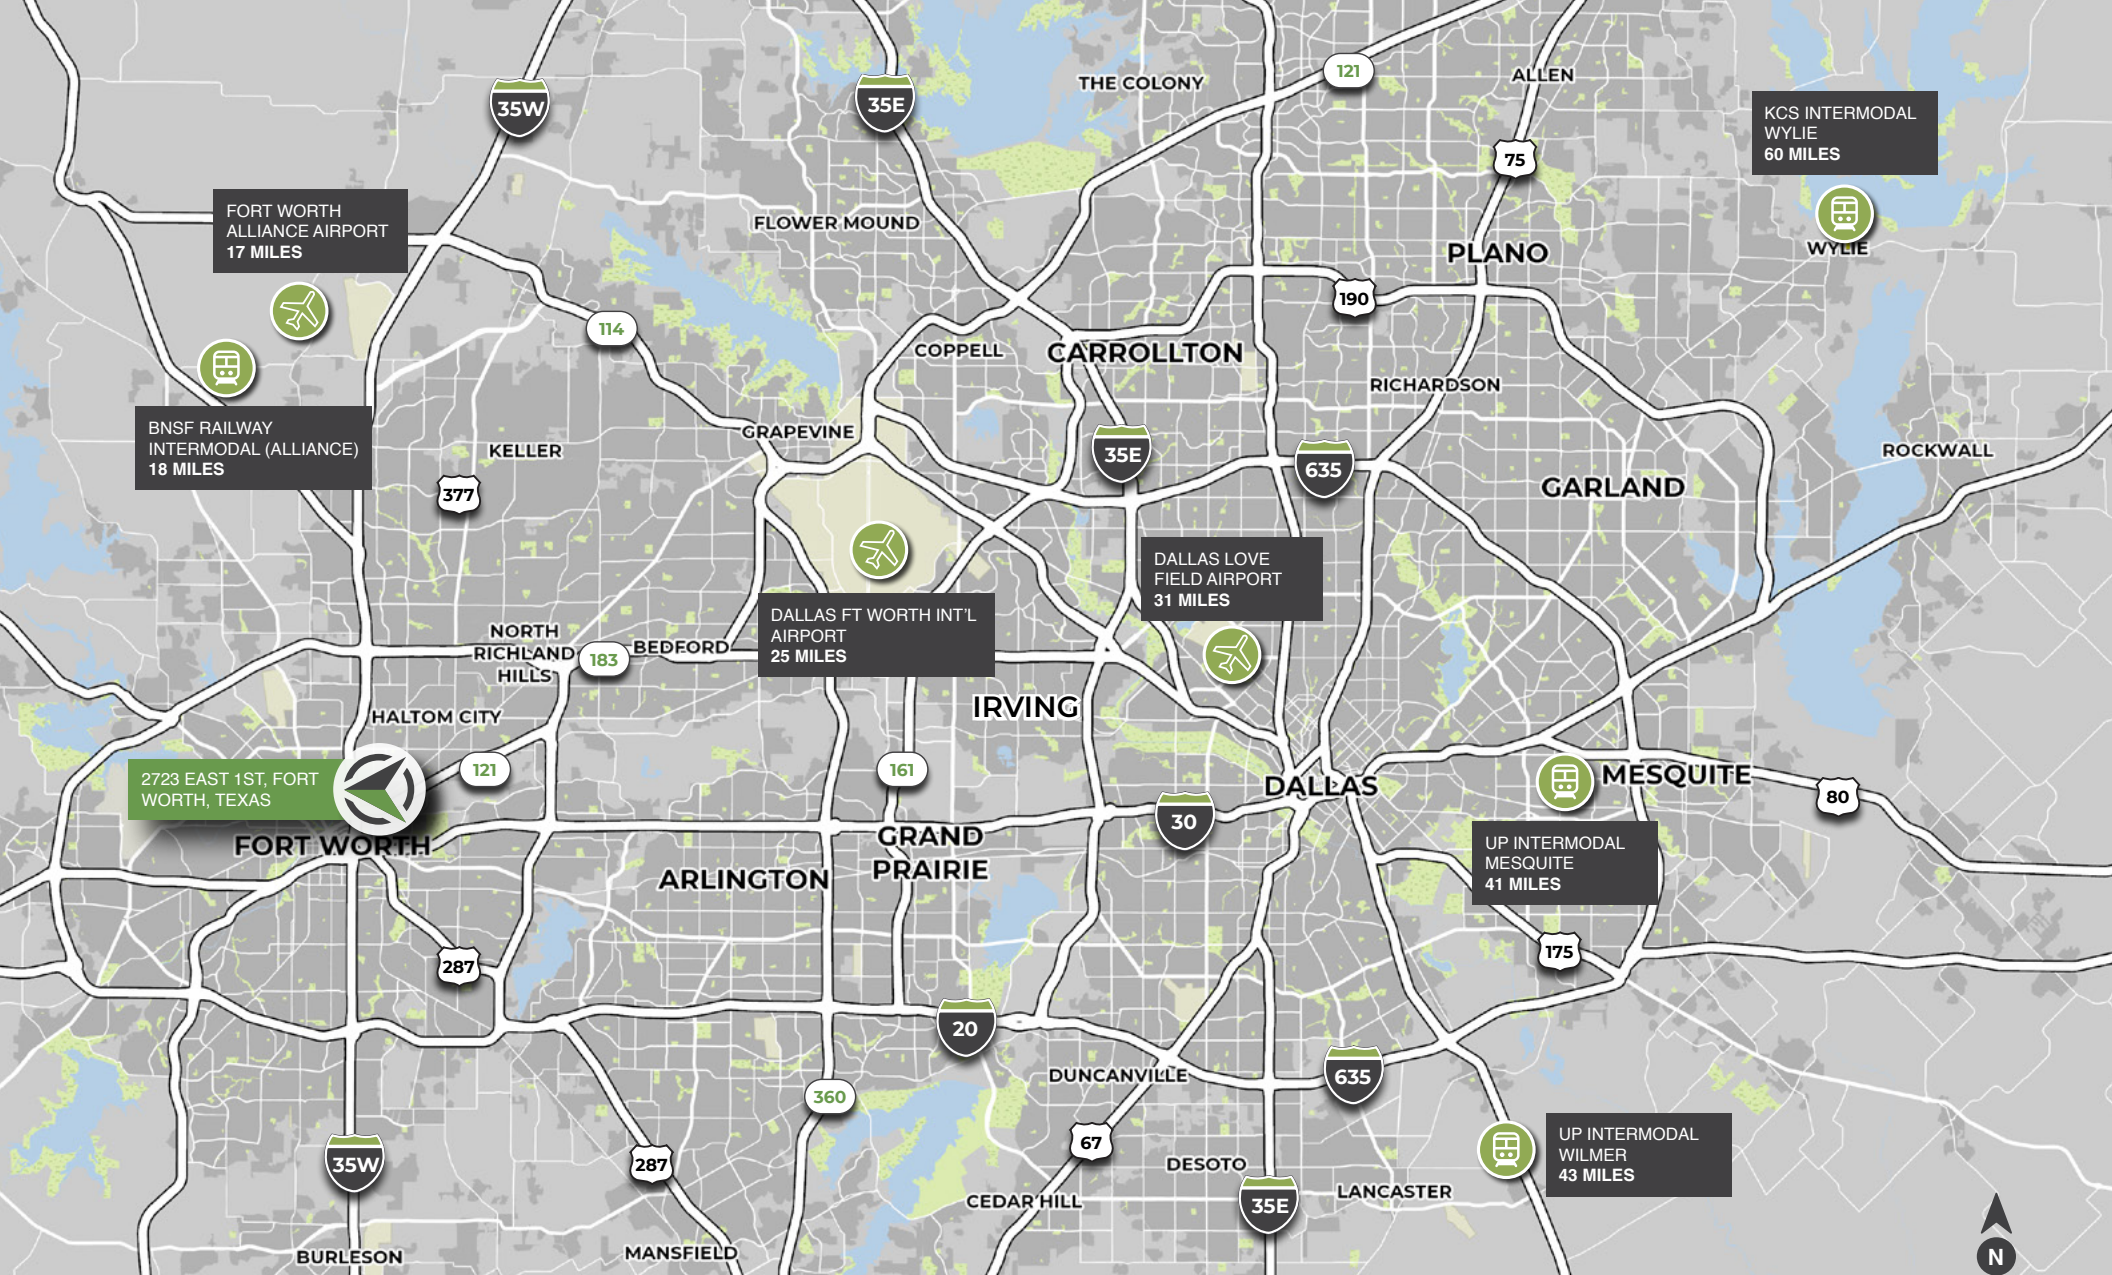 35W
35E
THE COLONY
121
ALLEN
KCS INTERMODAL
WYLIE
60 MILES
75
FORT WORTH
ALLIANCE AIRPORT
17 MILES
FLOWER MOUND
PLANO
WYLIE
190
114
COPPELL
CARROLLTON
RICHARDSON
BNSF RAILWAY
INTERMODAL (ALLIANCE)
18 MILES
GRAPEVINE
KELLER
35E
635
ROCKWALL
377
GARLAND
DALLAS LOVE
FIELD AIRPORT
31 MILES
DALLAS FT WORTH INT'L
AIRPORT
25 MILES
NORTH
RICHLAND
HILLS
183
BEDFORD
IRVING
HALTOM CITY
121
161
2723 EAST 1ST, FORT
WORTH, TEXAS
DALLAS
MESQUITE
80
30
FORT WORTH
GRAND
PRAIRIE
ARLINGTON
UP INTERMODAL
MESQUITE
41 MILES
287
175
20
DUNCANVILLE
635
360
67
UP INTERMODAL
WILMER
43 MILES
35W
287
DESOTO
LANCASTER
CEDAR HILL
35E
BURLESON
MANSFIELD
N